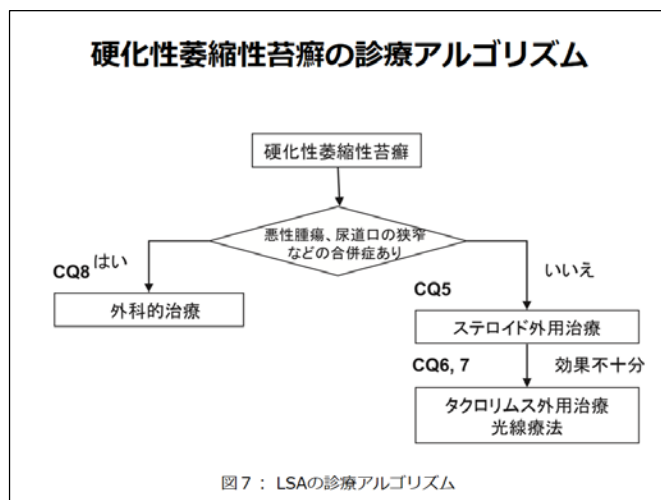 硬化性萎縮性苔癬の診療アルゴリズム
硬化性萎縮性苔癬
悪性腫瘍、尿道口の狭窄
などの合併症あり
CQ8 はい
外科的治療
いいえ
CQ5
ステロイド外用治療
CQ6, 7 効果不十分
タクロリムス外用治療
光線療法
図7： LSAの診療アルゴリズム